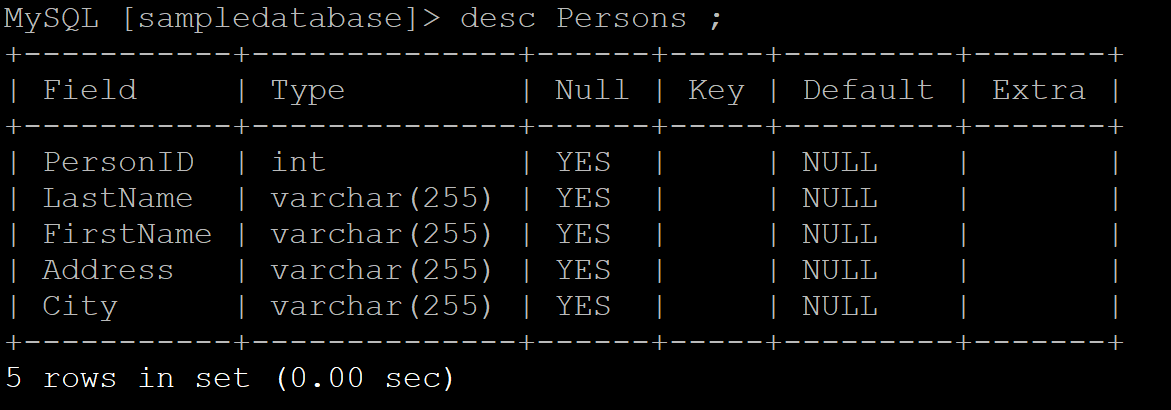 MySQL [sampledatabase]> desc Persons ;
+-----------+--------------+------+-----+---------+-------+
| Field     | Type         | Null | Key | Default | Extra |
+-----------+--------------+------+-----+---------+-------+
| PersonID  | int          | YES  |     | NULL    |       |
| LastName  | varchar(255) | YES  |     | NULL    |       |
| FirstName | varchar(255) | YES  |     | NULL    |       |
| Address   | varchar(255) | YES  |     | NULL    |       |
| City      | varchar(255) | YES  |     | NULL    |       |
+-----------+--------------+------+-----+---------+-------+
5 rows in set (0.00 sec)